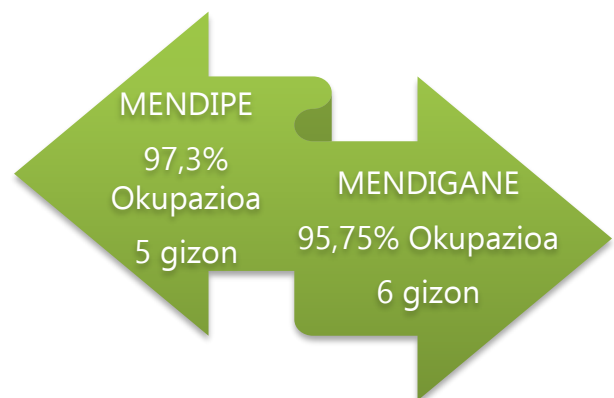 MENDIPE
97,3%
Okupazioa
5 gizon
MENDIGANE
95,75% Okupazioa
6 gizon